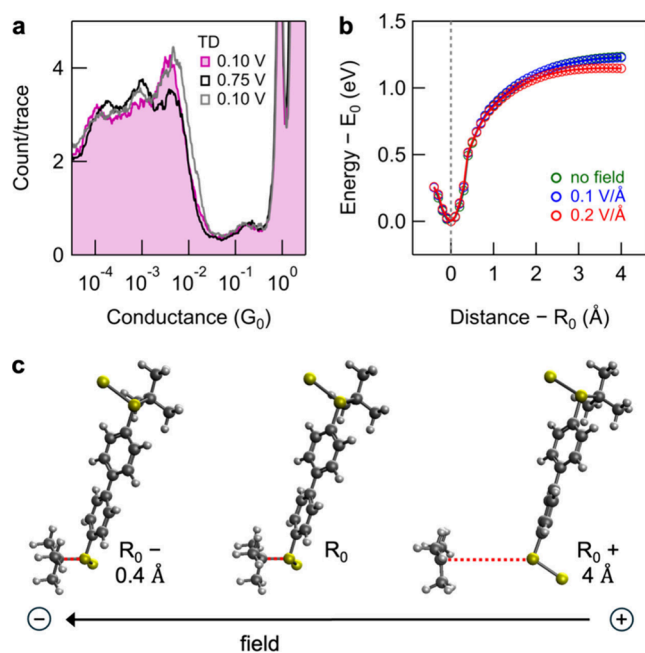 a
TD
0.10 V
0.75 V
0.10 V
Count/trace
4
2
0
10⁻⁴ 10⁻³ 10⁻² 10⁻¹ 10⁰
Conductance (G₀)
b
Energy − E₀ (eV)
1.5
1.0
0.5
0.0
no field
0.1 V/Å
0.2 V/Å
0 1 2 3 4
Distance − R₀ (Å)
c
R₀ −
0.4 Å
R₀
R₀ +
4 Å
− +
field